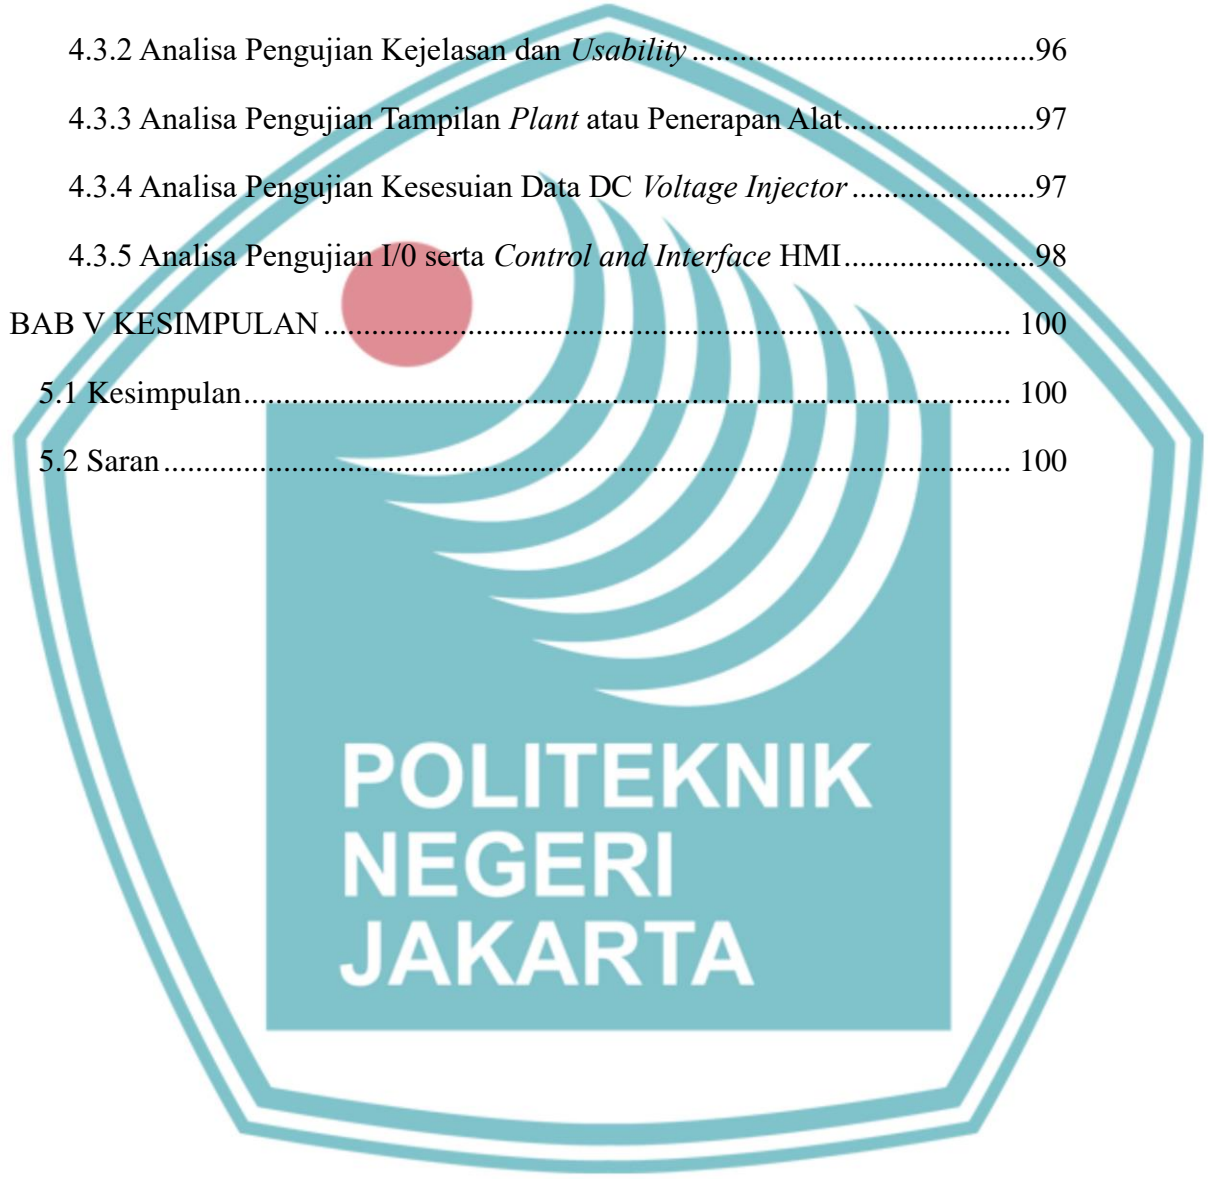 4.3.2 Analisa Pengujian Kejelasan dan Usability...........................................96
4.3.3 Analisa Pengujian Tampilan Plant atau Penerapan Alat........................97
4.3.4 Analisa Pengujian Kesesuian Data DC Voltage Injector.......................97
4.3.5 Analisa Pengujian I/0 serta Control and Interface HMI........................98
BAB V KESIMPULAN...................................................................................... 100
5.1 Kesimpulan................................................................................................ 100
5.2 Saran.......................................................................................................... 100
POLITEKNIK
NEGERI
JAKARTA